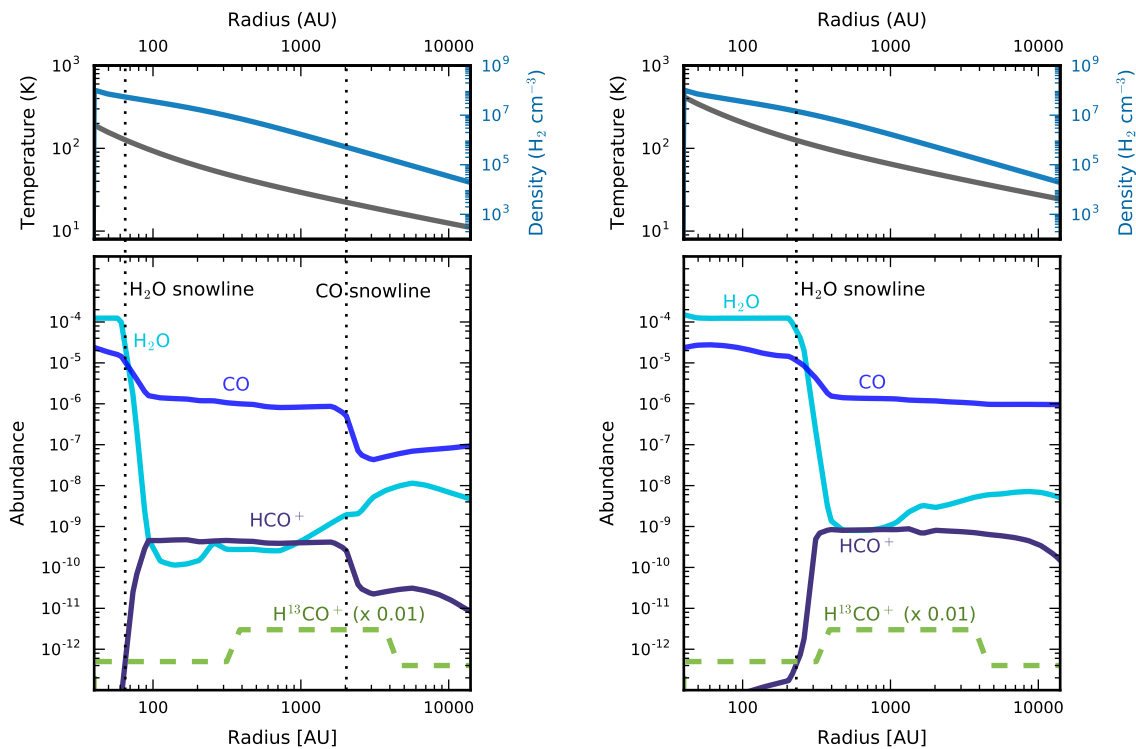 Radius (AU)
100 1000 10000
Temperature (K)
10³
10²
10¹
10⁹
10⁷
10⁵
10³
Density (H₂ cm⁻³)
H₂O snowline
CO snowline
H₂O
CO
HCO⁺
H¹³CO⁺ (x 0.01)
Abundance
10⁻⁴
10⁻⁵
10⁻⁶
10⁻⁷
10⁻⁸
10⁻⁹
10⁻¹⁰
10⁻¹¹
10⁻¹²
100 1000 10000
Radius [AU]
Radius (AU)
100 1000 10000
Temperature (K)
10³
10²
10¹
10⁹
10⁷
10⁵
10³
Density (H₂ cm⁻³)
H₂O snowline
H₂O
CO
HCO⁺
H¹³CO⁺ (x 0.01)
Abundance
10⁻⁴
10⁻⁵
10⁻⁶
10⁻⁷
10⁻⁸
10⁻⁹
10⁻¹⁰
10⁻¹¹
10⁻¹²
100 1000 10000
Radius [AU]